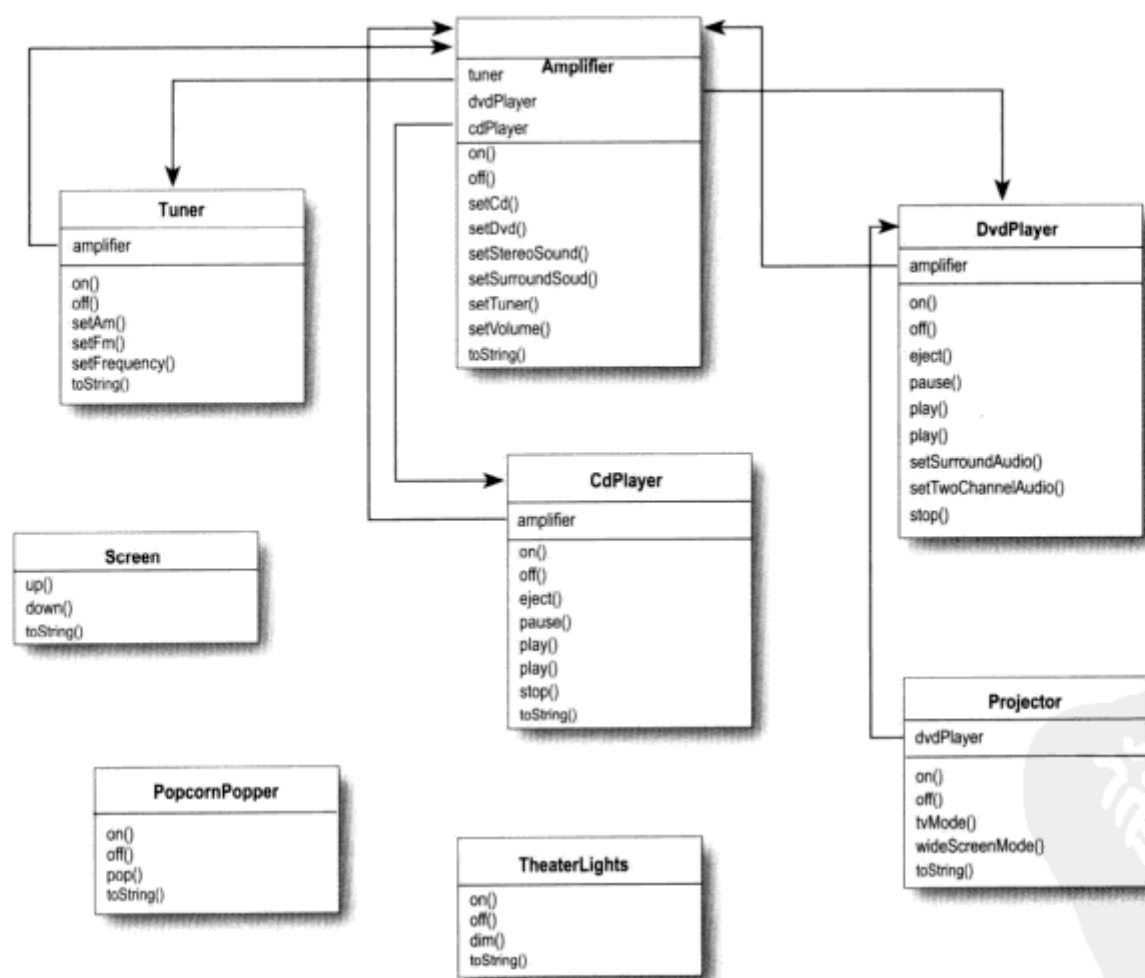 Amplifier
tuner
dvdPlayer
cdPlayer
on()
off()
setCd()
setDvd()
setStereoSound()
setSurroundSoud()
setTuner()
setVolume()
toString()
Tuner
amplifier
on()
off()
setAm()
setFm()
setFrequency()
toString()
DvdPlayer
amplifier
on()
off()
eject()
pause()
play()
play()
setSurroundAudio()
setTwoChannelAudio()
stop()
CdPlayer
amplifier
on()
off()
eject()
pause()
play()
play()
stop()
toString()
Screen
up()
down()
toString()
Projector
dvdPlayer
on()
off()
tvMode()
wideScreenMode()
toString()
PopcornPopper
on()
off()
pop()
toString()
TheaterLights
on()
off()
dim()
toString()